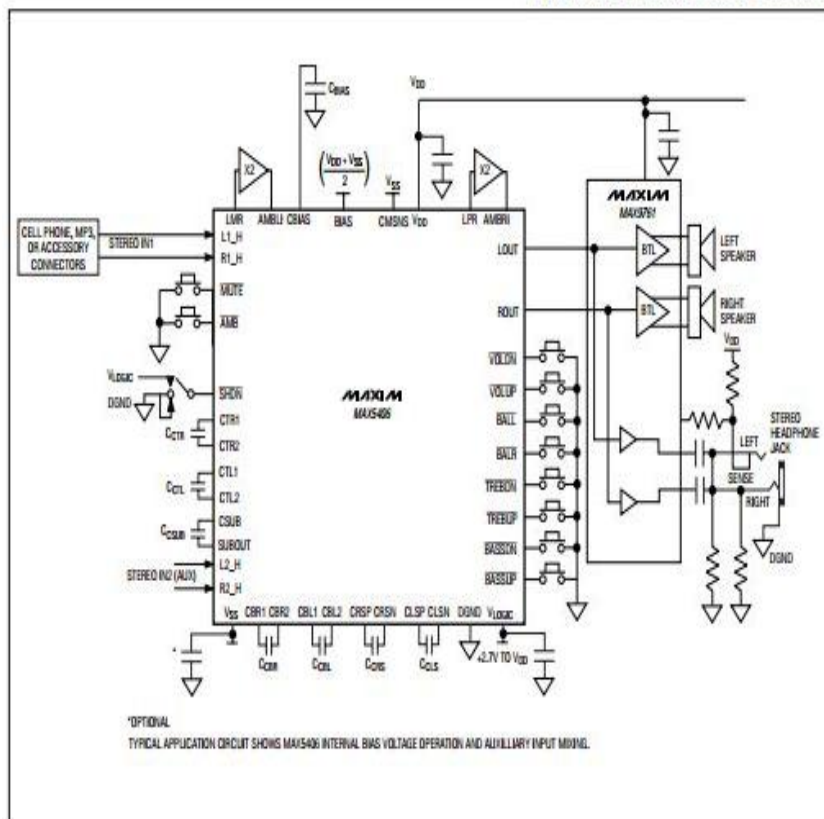 CBIAS
VDD
X2
(VDD + VSS
2)
VSS
X2
MAXIM
MAX9761
LMR AMBLI CBIAS BIAS CMSNS VDD LPR AMBRI
CELL PHONE, MP3,
OR ACCESSORY
CONNECTORS
STEREO IN1
L1_H
R1_H
LOUT
BTL
LEFT
SPEAKER
MUTE
ROUT
BTL
RIGHT
SPEAKER
AMB
VDD
VLOGIC
DGND
SHDN
MAXIM
MAX5406
VOLDN
VOLUP
CCTR
CTR1
CTR2
BALL
BALR
STEREO
HEADPHONE
JACK
LEFT
SENSE
RIGHT
CCTL
CTL1
CTL2
TREBDN
TREBUP
CCSUB
CSUB
SUBOUT
BASSDN
BASSUP
DGND
STEREO IN2 (AUX)
L2_H
R2_H
VSS CBR1 CBR2 CBL1 CBL2 CRSP CRSN CLSP CLSN DGND VLOGIC
*
CCBR
CCBL
CCRS
CCLS
+2.7V TO VDD
*OPTIONAL
TYPICAL APPLICATION CIRCUIT SHOWS MAX5406 INTERNAL BIAS VOLTAGE OPERATION AND AUXILLIARY INPUT MIXING.